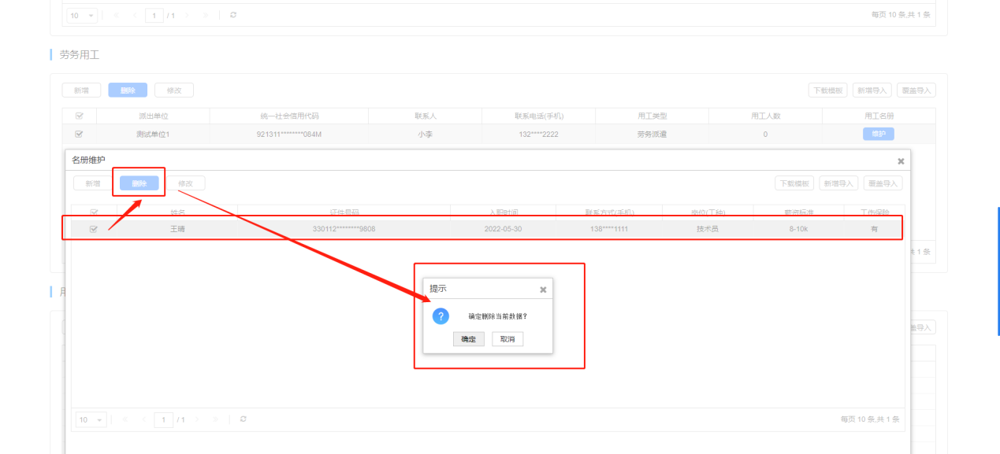 10 1 / 1 每页 10 条,共 1 条
劳务用工
新增 删除 修改 下载模板 新增导入 覆盖导入
派出单位 统一社会信用代码 联系人 联系电话(手机) 用工类型 用工人数 用工名册
测试单位1 921311********084M 小李 132****2222 劳务派遣 0 维护
名册维护
新增 删除 修改 下载模板 新增导入 覆盖导入
姓名 证件号码 入职时间 联系方式(手机) 岗位(工种) 薪资标准 工伤保险
王晴 330112********9808 2022-05-30 138****1111 技术员 8-10k 有
共 1 条
提示
用
确定删除当前数据?
盖导入
确定 取消
10 1 / 1 每页 10 条,共 1 条